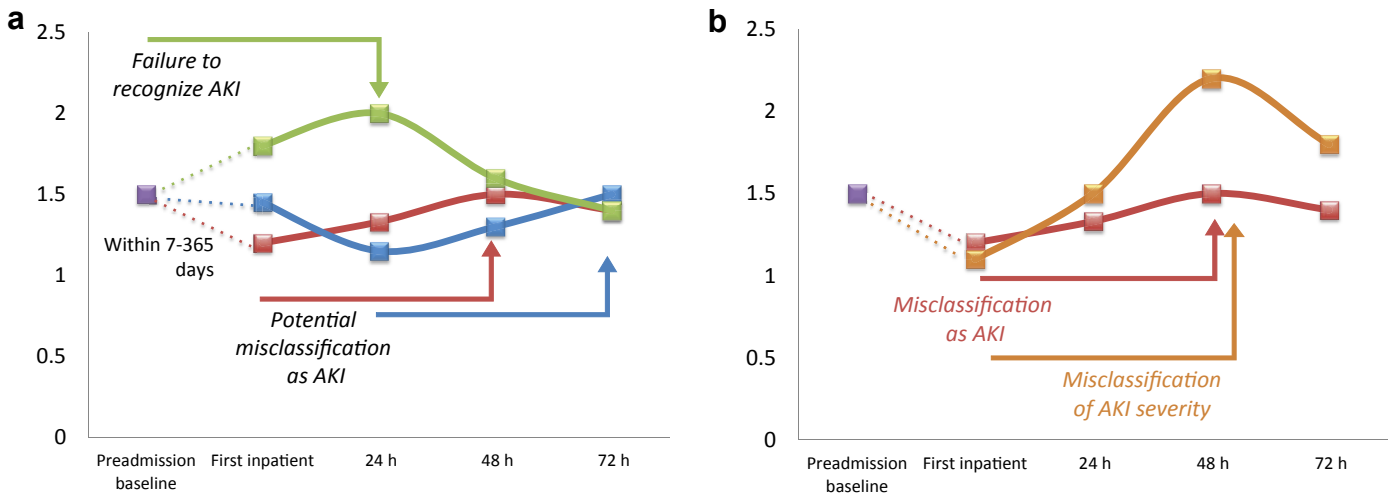 a
2.5
2
1.5
1
0.5
0
Failure to
recognize AKI
Within 7-365
days
Potential
misclassification
as AKI
Preadmission
baseline
First inpatient
24 h
48 h
72 h
b
2.5
2
1.5
1
0.5
0
Misclassification
as AKI
Misclassification
of AKI severity
Preadmission
baseline
First inpatient
24 h
48 h
72 h